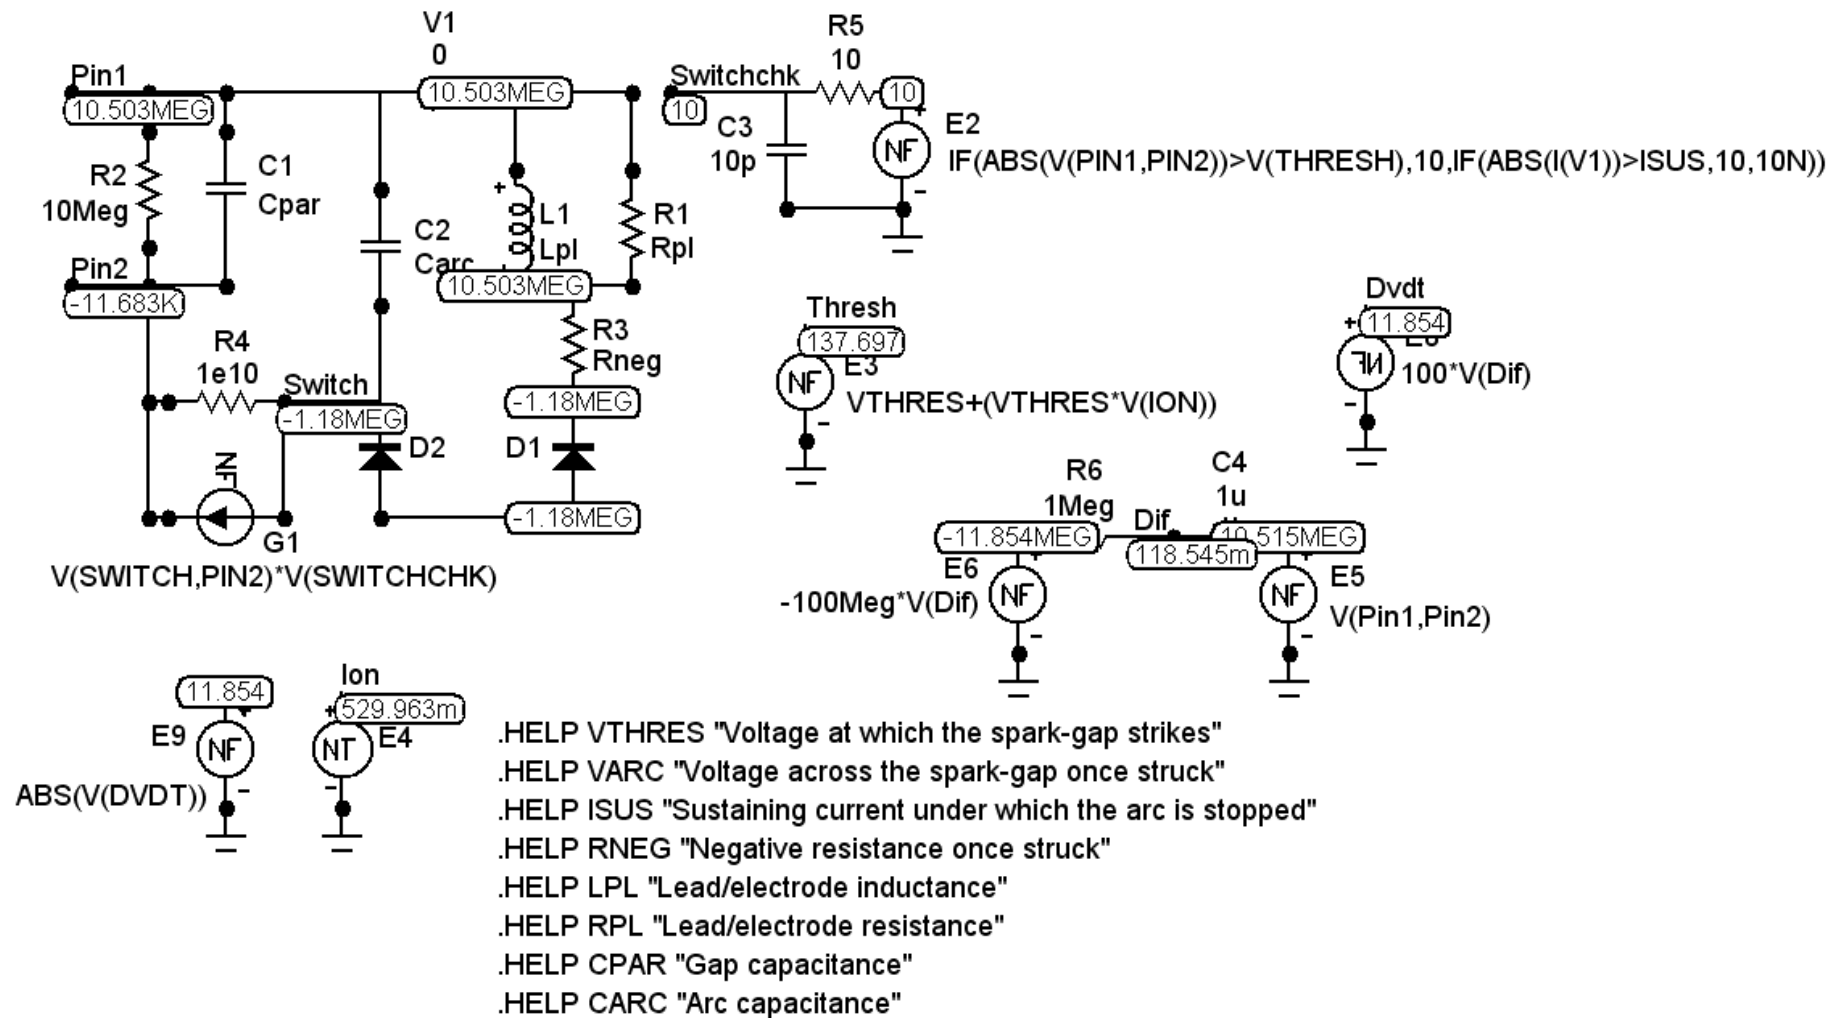 V1
0
Pin1
10.503MEG
10.503MEG
R2
10Meg
C1
Cpar
C2
Carc
L1
Lpl
R1
Rpl
Pin2
-11.683K
10.503MEG
R3
Rneg
R4
1e10
Switch
-1.18MEG
-1.18MEG
D2
D1
-1.18MEG
NF
G1
V(SWITCH,PIN2)*V(SWITCHCHK)
Switchchk
10
R5
10
10
C3
10p
NF
E2
IF(ABS(V(PIN1,PIN2))>V(THRESH),10,IF(ABS(I(V1))>ISUS,10,10N))
Thresh
137.697
NF
E3
VTHRES+(VTHRES*V(ION))
Dvdt
11.854
NF
100*V(Dif)
R6
1Meg
C4
1u
Dif
-11.854MEG
118.545m
10.515MEG
E6
NF
-100Meg*V(Dif)
NF
E5
V(Pin1,Pin2)
11.854
E9
NF
ABS(V(DVDT))
Ion
529.963m
NT
E4
.HELP VTHRES "Voltage at which the spark-gap strikes"
.HELP VARC "Voltage across the spark-gap once struck"
.HELP ISUS "Sustaining current under which the arc is stopped"
.HELP RNEG "Negative resistance once struck"
.HELP LPL "Lead/electrode inductance"
.HELP RPL "Lead/electrode resistance"
.HELP CPAR "Gap capacitance"
.HELP CARC "Arc capacitance"